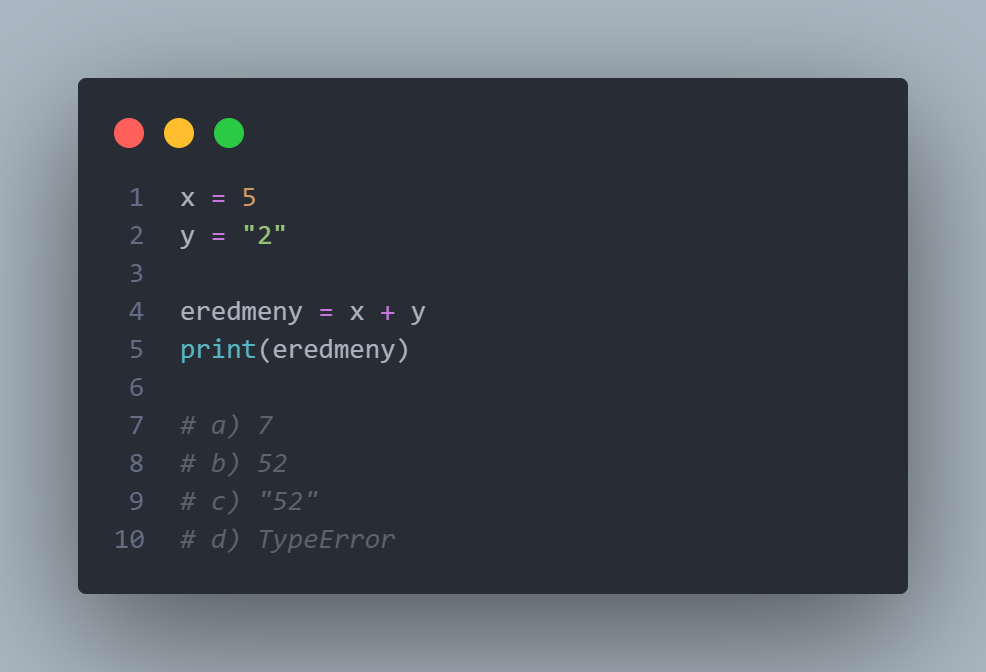 1 x = 5
2 y = "2"
3
4 eredmeny = x + y
5 print(eredmeny)
6
7 # a) 7
8 # b) 52
9 # c) "52"
10 # d) TypeError